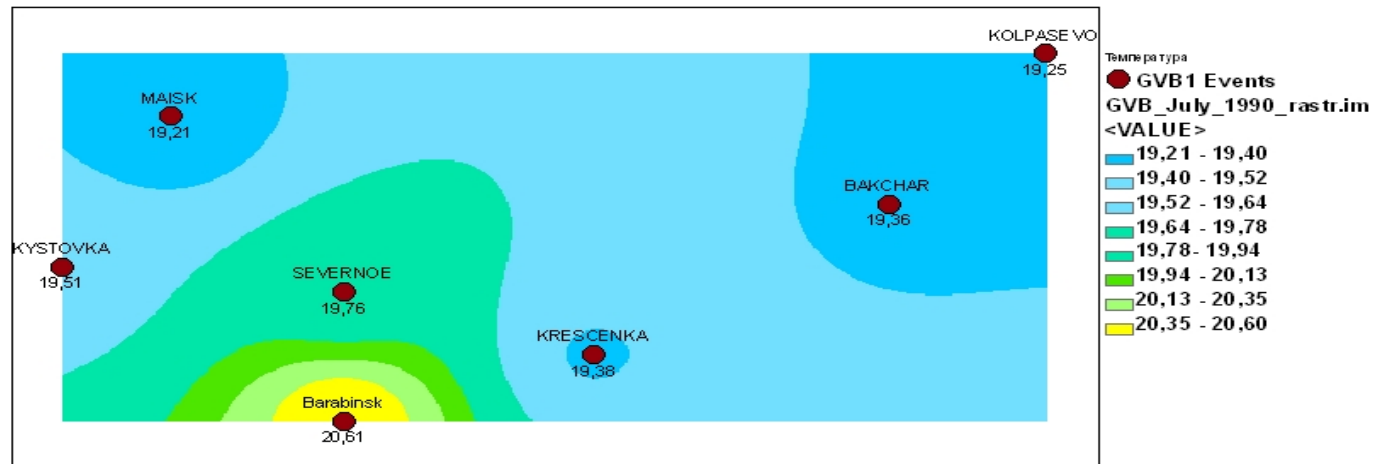 KOLPASEVO
19,25
MAISK
19,21
BAKCHAR
19,36
KYSTOVKA
19,51
SEVERNOE
19,76
KRESCENKA
19,38
Barabinsk
20,61
Температура
GVB1 Events
GVB_July_1990_rastr.im
<VALUE>
19,21 - 19,40
19,40 - 19,52
19,52 - 19,64
19,64 - 19,78
19,78- 19,94
19,94 - 20,13
20,13 - 20,35
20,35 - 20,60